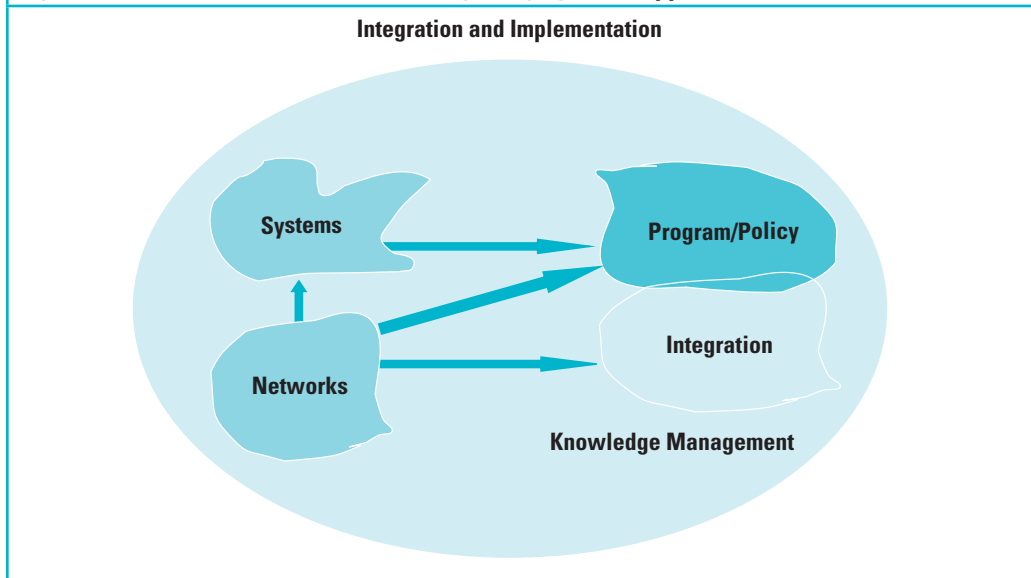 Integration and Implementation
Systems
Program/Policy
Integration
Networks
Knowledge Management